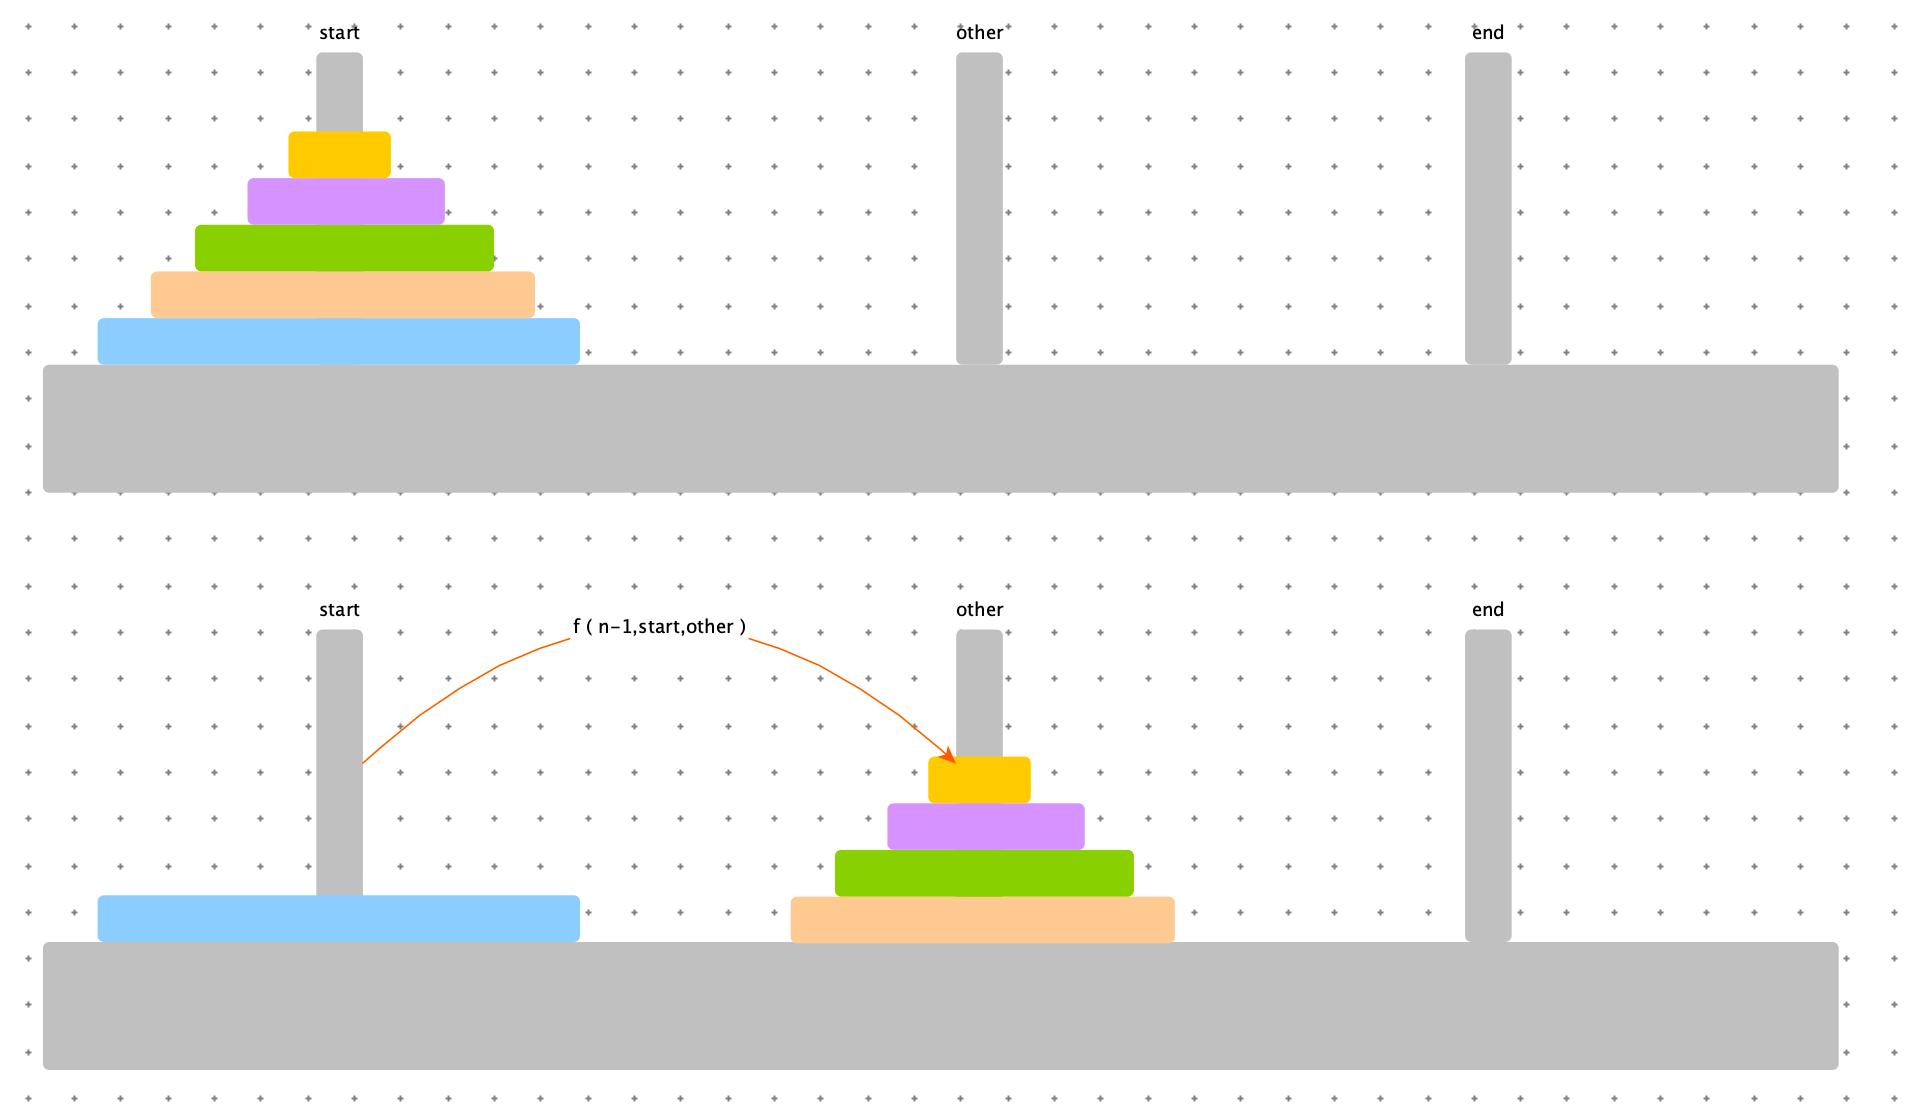 start
other
end
start
f ( n-1,start,other )
other
end